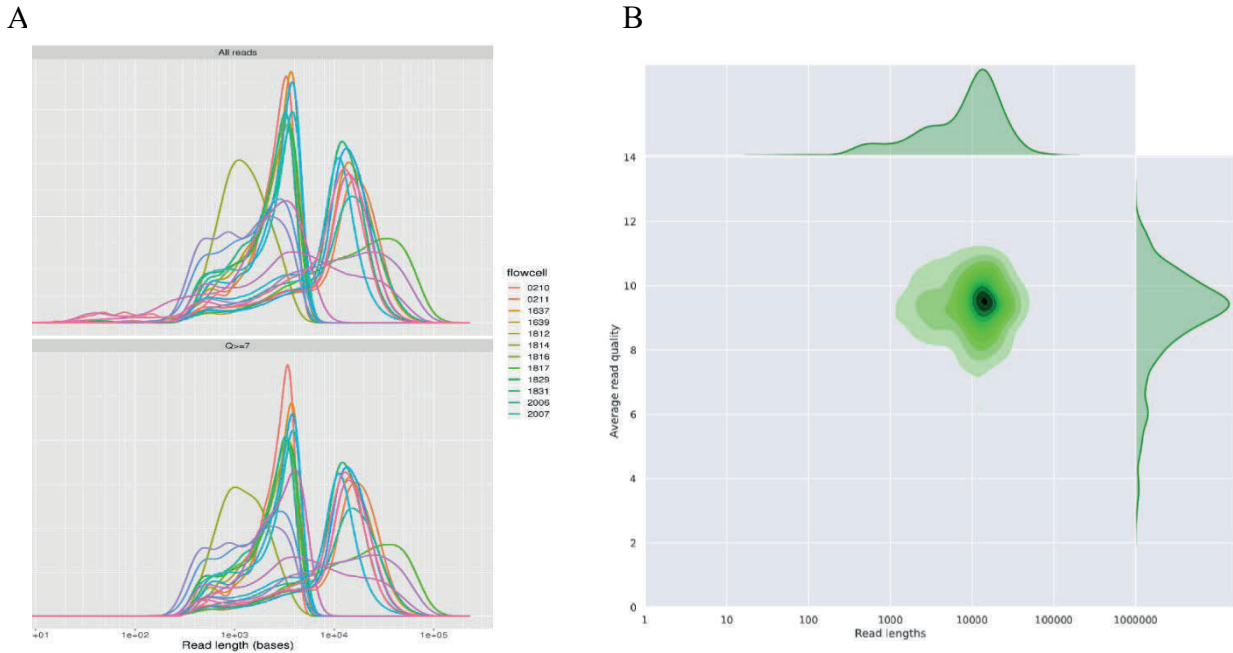 A
B
All reads
flowcell
0210
0211
1637
1639
1812
1814
1816
1817
1829
1831
2006
2007
Q>=7
+01 1e+02 1e+03 1e+04 1e+05
Read length (bases)
14
12
10
8
6
4
2
0
Average read quality
1 10 100 1000 10000 100000 1000000
Read lengths